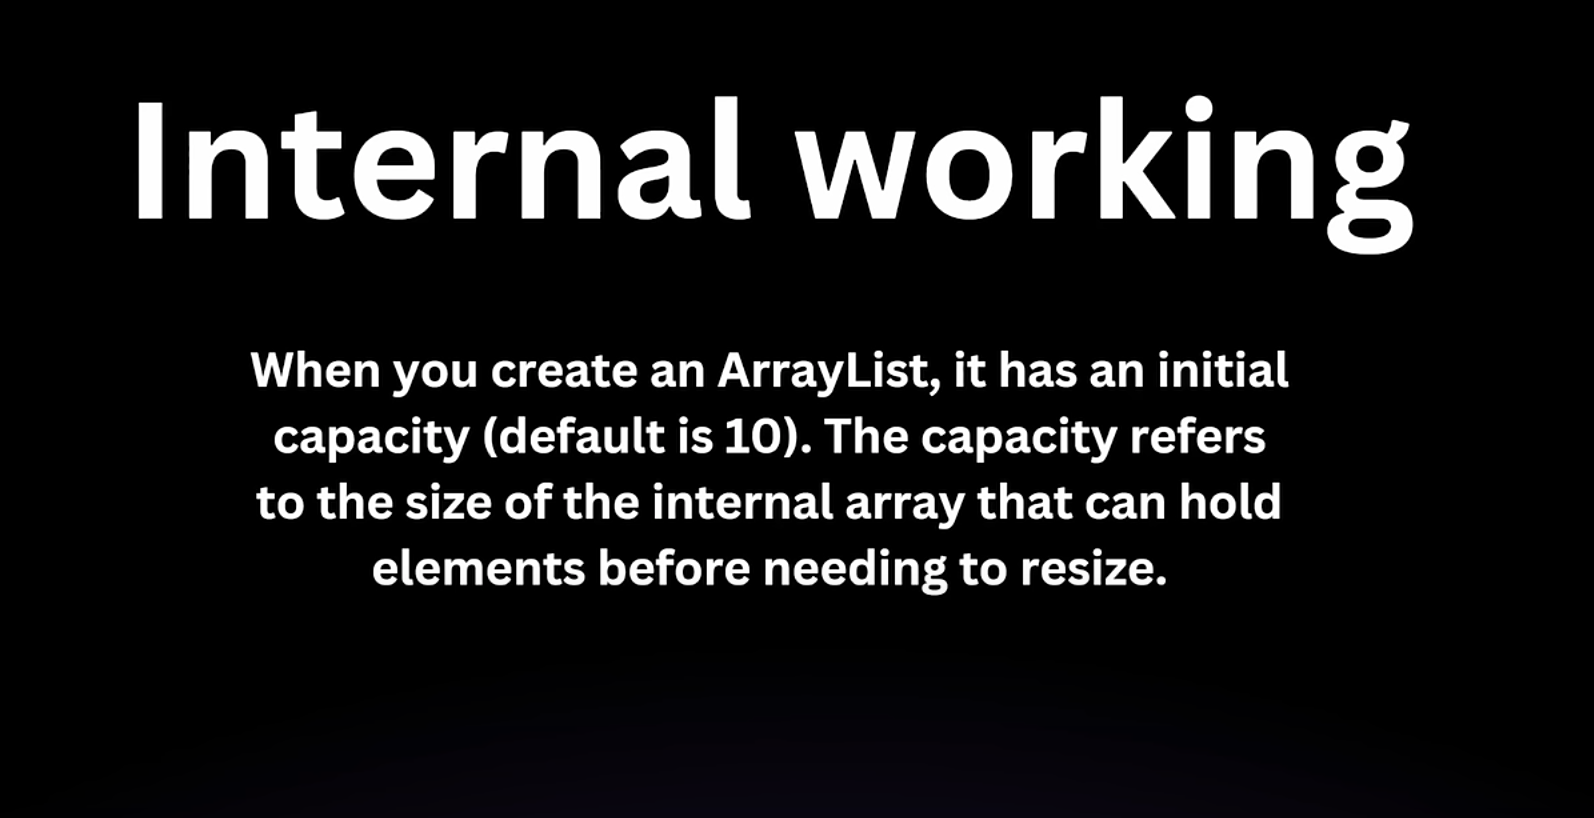 Internal working
When you create an ArrayList, it has an initial
capacity (default is 10). The capacity refers
to the size of the internal array that can hold
elements before needing to resize.